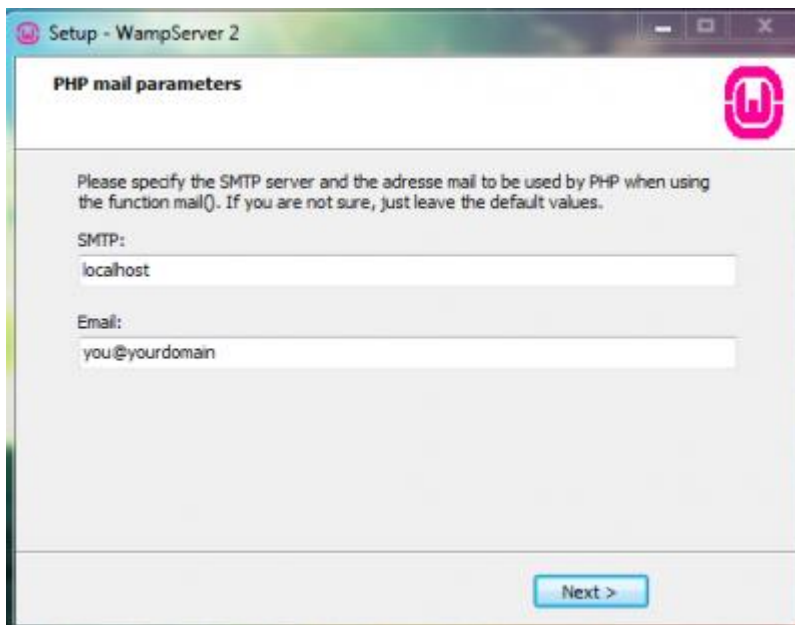 Setup - WampServer 2
PHP mail parameters
Please specify the SMTP server and the adresse mail to be used by PHP when using
the function mail(). If you are not sure, just leave the default values.
SMTP:
localhost
Email:
you@yourdomain
Next >